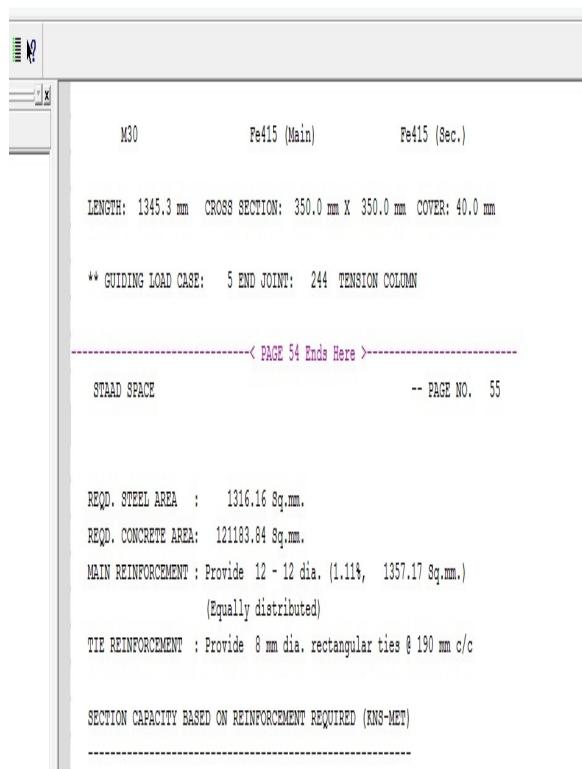 M30 Fe415 (Main) Fe415 (Sec.)
LENGTH: 1345.3 mm CROSS SECTION: 350.0 mm X 350.0 mm COVER: 40.0 mm
** GUIDING LOAD CASE: 5 END JOINT: 244 TENSION COLUMN
---------------------------------< PAGE 54 Ends Here >---------------------------
STAAD SPACE -- PAGE NO. 55
REQD. STEEL AREA : 1316.16 Sq.mm.
REQD. CONCRETE AREA: 121183.84 Sq.mm.
MAIN REINFORCEMENT : Provide 12 - 12 dia. (1.11%, 1357.17 Sq.mm.)
(Equally distributed)
TIE REINFORCEMENT : Provide 8 mm dia. rectangular ties @ 190 mm c/c
SECTION CAPACITY BASED ON REINFORCEMENT REQUIRED (KNS-MET)
----------------------------------------------------------